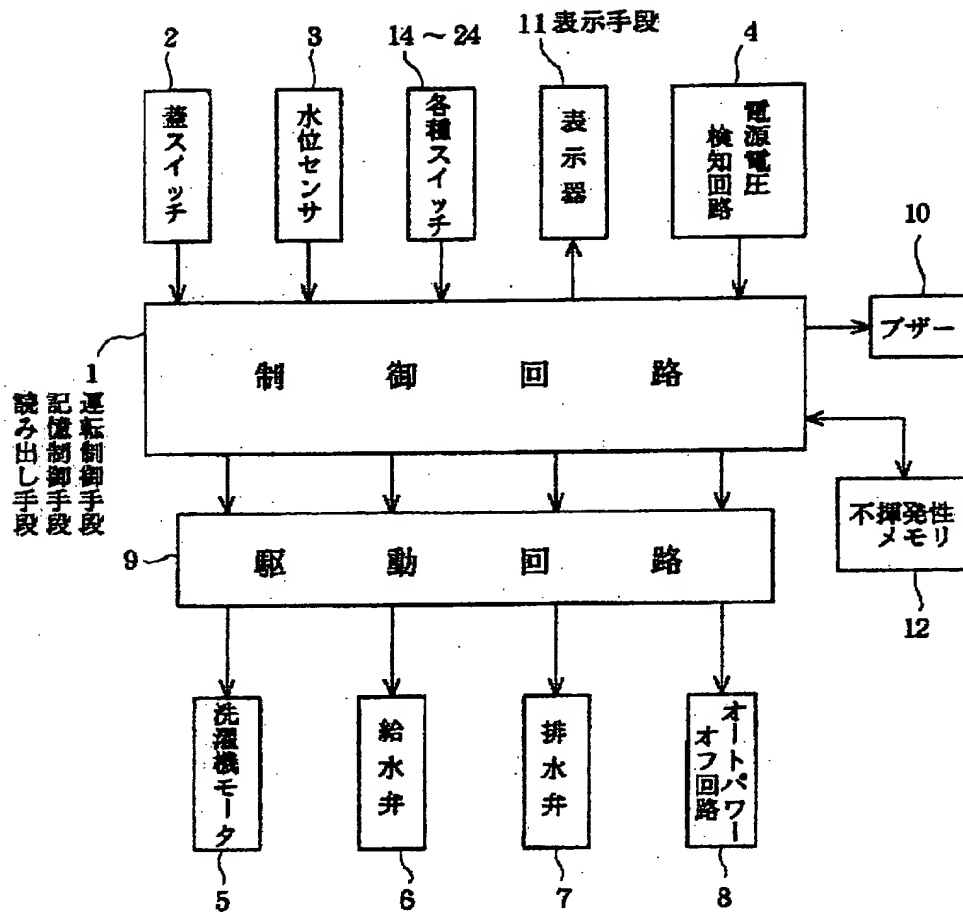 2
3
14～24
11表示手段
4
蓋スイッチ
水位センサ
各種スイッチ
表示器
電源電圧
検知回路
10
ブザー
制御回路
1
運転制御手段
記憶制御手段
読み出し手段
不揮発性
メモリ
12
9
駆動回路
洗濯機モータ
給水弁
排水弁
オートパワー
オフ回路
5
6
7
8